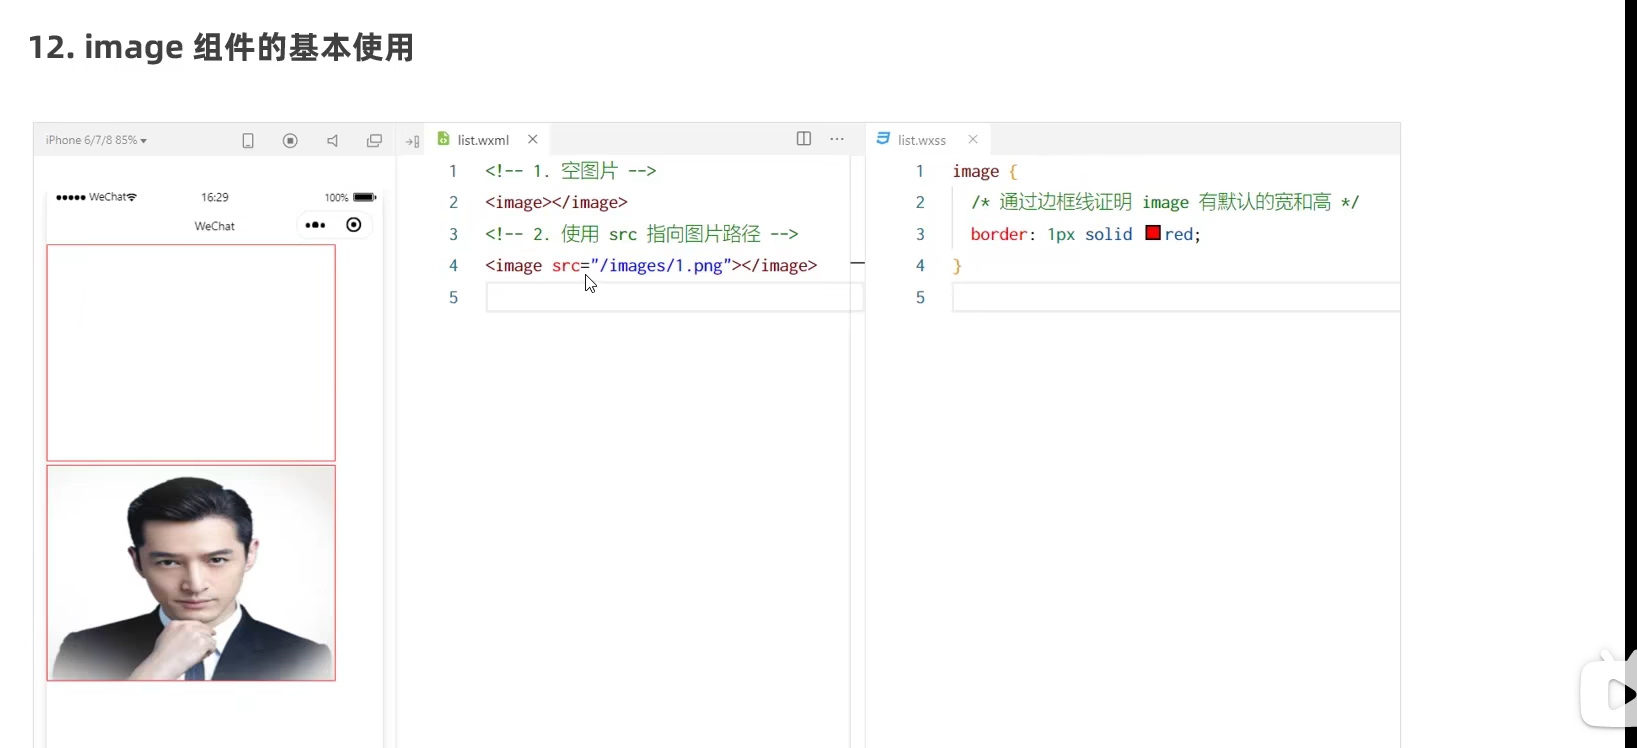 12. image 组件的基本使用
iPhone 6/7/8 85%
list.wxml
list.wxss
WeChat
16:29
100%
WeChat
1 <!-- 1. 空图片 -->
2 <image></image>
3 <!-- 2. 使用 src 指向图片路径 -->
4 <image src="/images/1.png"></image>
5
1 image {
2 /* 通过边框线证明 image 有默认的宽和高 */
3 border: 1px solid red;
4 }
5